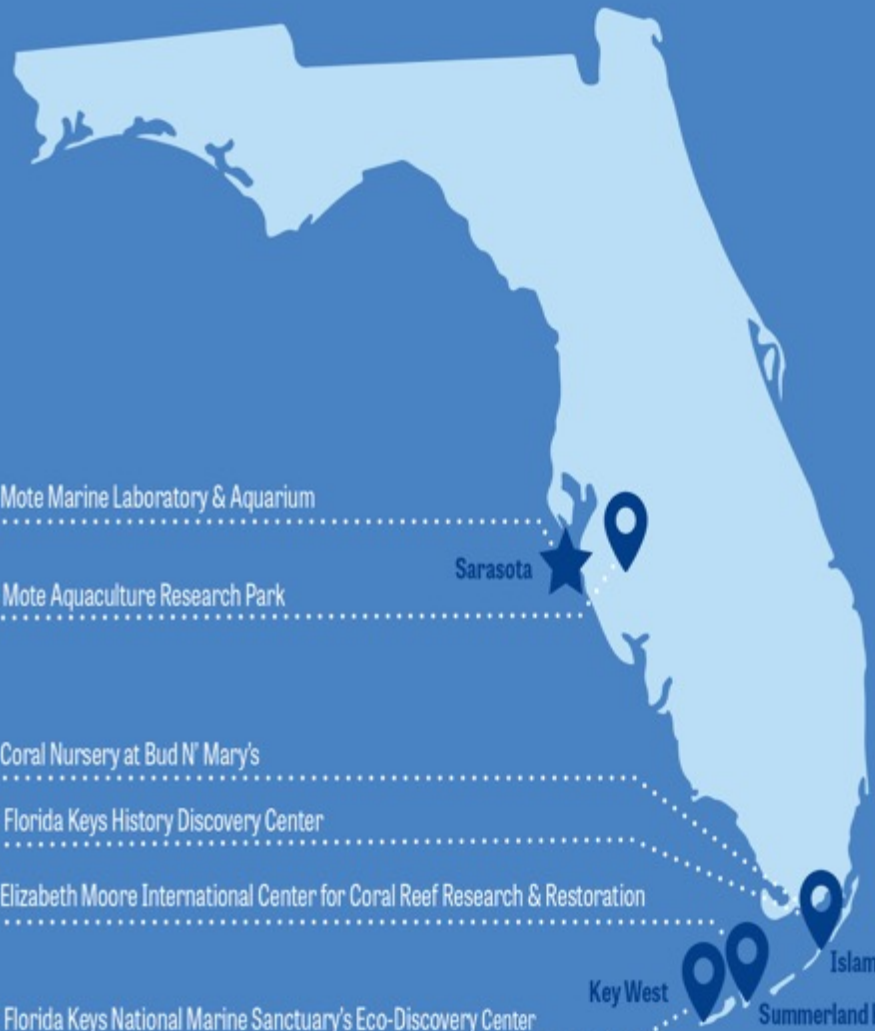 Mote Marine Laboratory & Aquarium
Sarasota
Mote Aquaculture Research Park
Coral Nursery at Bud N' Mary's
Florida Keys History Discovery Center
Elizabeth Moore International Center for Coral Reef Research & Restoration
Islam
Key West
Summerland
Florida Keys National Marine Sanctuary's Eco-Discovery Center